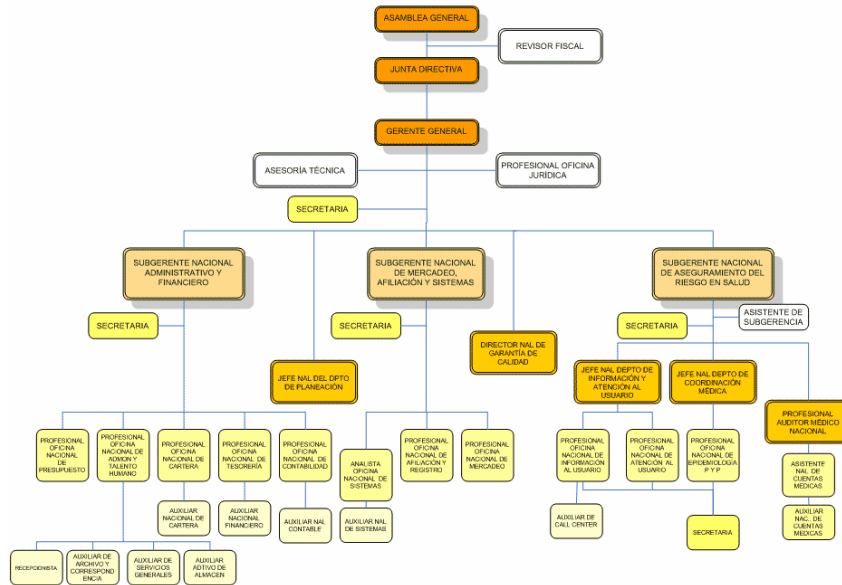 ASAMBLEA GENERAL
REVISOR FISCAL
JUNTA DIRECTIVA
GERENTE GENERAL
ASESORÍA TÉCNICA
PROFESIONAL OFICINA
JURÍDICA
SECRETARIA
SUBGERENTE NACIONAL
ADMINISTRATIVO Y
FINANCIERO
SUBGERENTE NACIONAL
DE MERCADEO,
AFILIACIÓN Y SISTEMAS
SUBGERENTE NACIONAL
DE ASEGURAMIENTO DEL
RIESGO EN SALUD
SECRETARIA
SECRETARIA
SECRETARIA
ASISTENTE DE
SUBGERENCIA
DIRECTOR NAL DE
GARANTÍA DE
CALIDAD
JEFE NAL DEL DPTO
DE PLANEACIÓN
JEFE NAL DEPTO DE
INFORMACIÓN Y
ATENCIÓN AL
USUARIO
JEFE NAL DEPTO DE
COORDINACIÓN
MÉDICA
PROFESIONAL
AUDITOR MÉDICO
NACIONAL
PROFESIONAL
OFICINA
NACIONAL
DE
PRESUPUESTO
PROFESIONAL
OFICINA
NACIONAL DE
ADMON Y
TALENTO
HUMANO
PROFESIONAL
OFICINA
NACIONAL DE
CARTERA
PROFESIONAL
OFICINA
NACIONAL DE
TESORERÍA
PROFESIONAL
OFICINA
NACIONAL DE
CONTABILIDAD
ANALISTA
OFICINA
NACIONAL DE
SISTEMAS
PROFESIONAL
OFICINA
NACIONAL DE
AFILIACIÓN Y
REGISTRO
PROFESIONAL
OFICINA
NACIONAL DE
MERCADEO
PROFESIONAL
OFICINA
NACIONAL DE
INFORMACIÓN
AL USUARIO
PROFESIONAL
OFICINA
NACIONAL DE
ATENCIÓN AL
USUARIO
PROFESIONAL
OFICINA
NACIONAL DE
EPIDEMIOLOGÍA
P Y P
ASISTENTE
NAL DE
CUENTAS
MEDICAS
AUXILIAR
NACIONAL DE
CARTERA
AUXILIAR
NACIONAL
FINANCIERO
AUXILIAR NAL
CONTABLE
AUXILIAR NAL
DE SISTEMAS
AUXILIAR DE
CALL CENTER
SECRETARIA
AUXILIAR
NAC. DE
CUENTAS
MEDICAS
RECEPCIONISTA
AUXILIAR DE
ARCHIVO Y
CORRESPOND
ENCIA
AUXILIAR DE
SERVICIOS
GENERALES
AUXILIAR
ADTIVO DE
ALMACEN